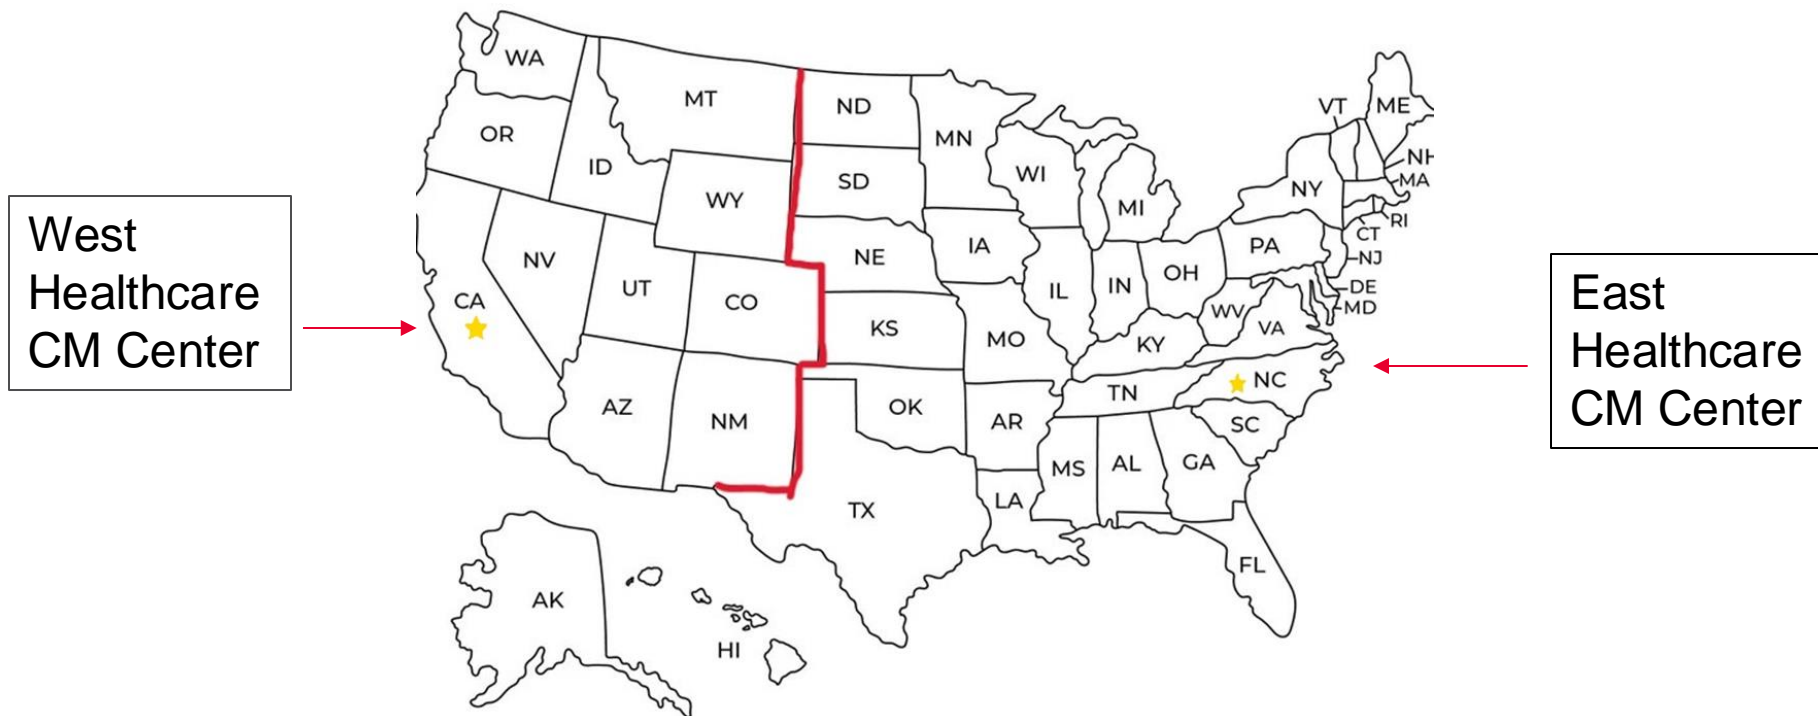 West
Healthcare
CM Center
WA
MT
ND
OR
MN
ID
SD
WI
WY
MI
NY
VT
ME
NH
MA
RI
CT
NV
NE
IA
PA
NJ
UT
CO
IL
IN
OH
DE
MD
CA
KS
MO
WV
VA
KY
AZ
NM
OK
AR
TN
NC
SC
MS
AL
GA
LA
TX
FL
AK
HI
East
Healthcare
CM Center